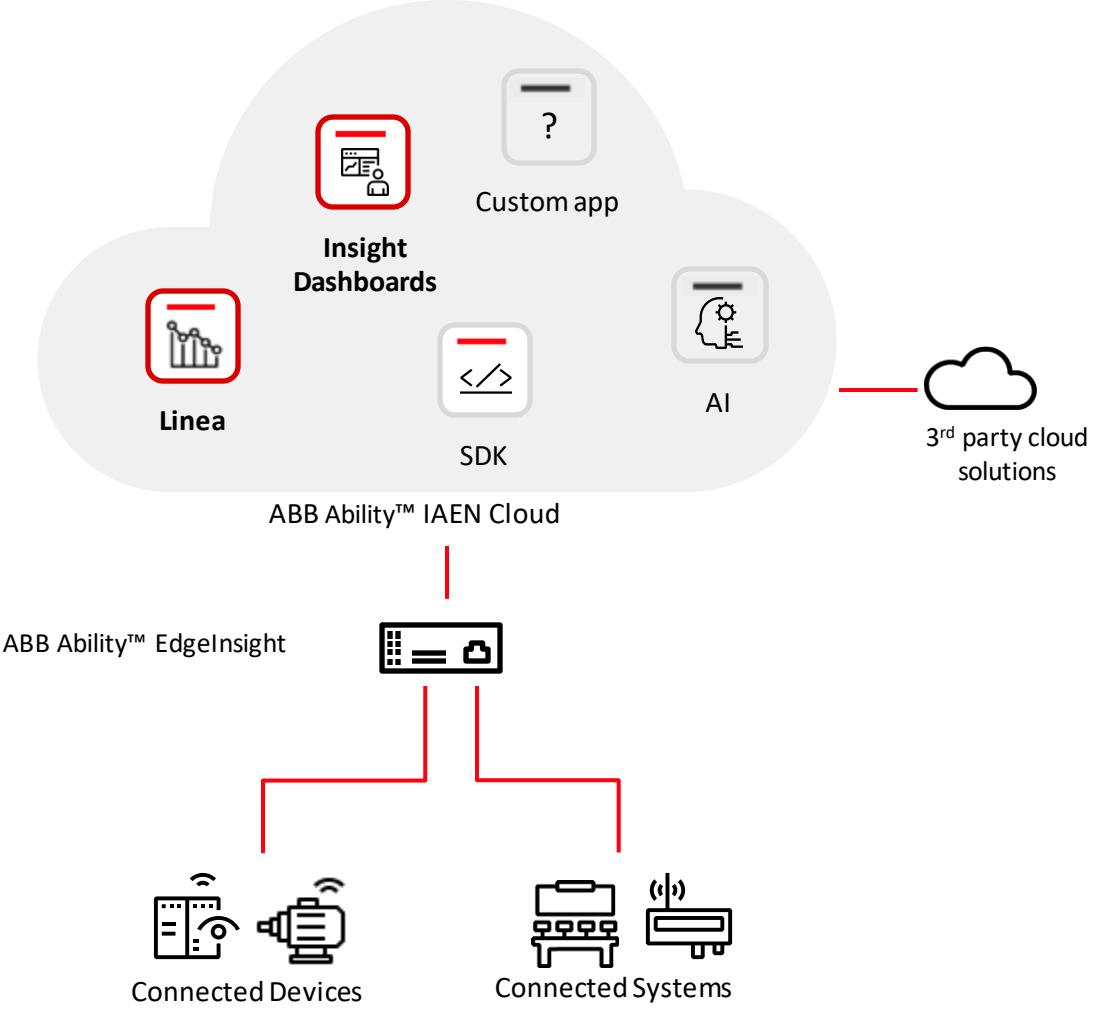 ?
Custom app
Insight
Dashboards
Linea
</>
SDK
AI
3rd party cloud
solutions
ABB Ability™ IAEN Cloud
ABB Ability™ EdgeInsight
Connected Devices
Connected Systems